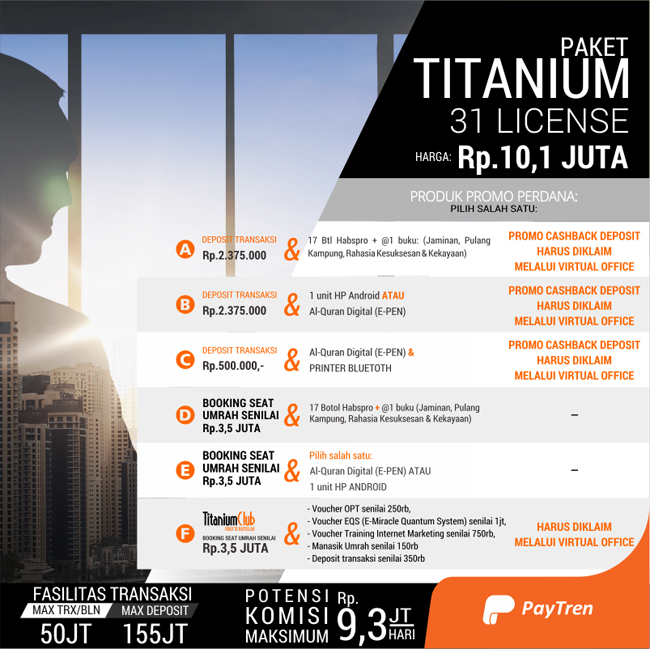 PAKET
TITANIUM
31 LICENSE
HARGA: Rp.10,1 JUTA
PRODUK PROMO PERDANA:
PILIH SALAH SATU:
A
DEPOSIT TRANSAKSI
Rp.2.375.000
&
17 Btl Habspro + @1 buku: (Jaminan, Pulang
Kampung, Rahasia Kesuksesan & Kekayaan)
PROMO CASHBACK DEPOSIT
HARUS DIKLAIM
MELALUI VIRTUAL OFFICE
B
DEPOSIT TRANSAKSI
Rp.2.375.000
&
1 unit HP Android ATAU
Al-Quran Digital (E-PEN)
PROMO CASHBACK DEPOSIT
HARUS DIKLAIM
MELALUI VIRTUAL OFFICE
C
DEPOSIT TRANSAKSI
Rp.500.000,-
&
Al-Quran Digital (E-PEN) &
PRINTER BLUETOTH
PROMO CASHBACK DEPOSIT
HARUS DIKLAIM
MELALUI VIRTUAL OFFICE
D
BOOKING SEAT
UMRAH SENILAI
Rp.3,5 JUTA
&
17 Botol Habspro + @1 buku (Jaminan, Pulang
Kampung, Rahasia Kesuksesan & Kekayaan)
–
E
BOOKING SEAT
UMRAH SENILAI
Rp.3,5 JUTA
&
Pilih salah satu:
Al-Quran Digital (E-PEN) ATAU
1 unit HP ANDROID
–
F
TitaniumClub
BOOKING SEAT UMRAH SENILAI
Rp.3,5 JUTA
&
- Voucher OPT senilai 250rb,
- Voucher EQS (E-Miracle Quantum System) senilai 1jt,
- Voucher Training Internet Marketing senilai 750rb,
- Manasik Umrah senilai 150rb
- Deposit transaksi senilai 350rb
HARUS DIKLAIM
MELALUI VIRTUAL OFFICE
FASILITAS TRANSAKSI
MAX TRX/BLN MAX DEPOSIT
50JT 155JT
POTENSI
KOMISI
MAKSIMUM
Rp.
9,3 JT
HARI
PayTren